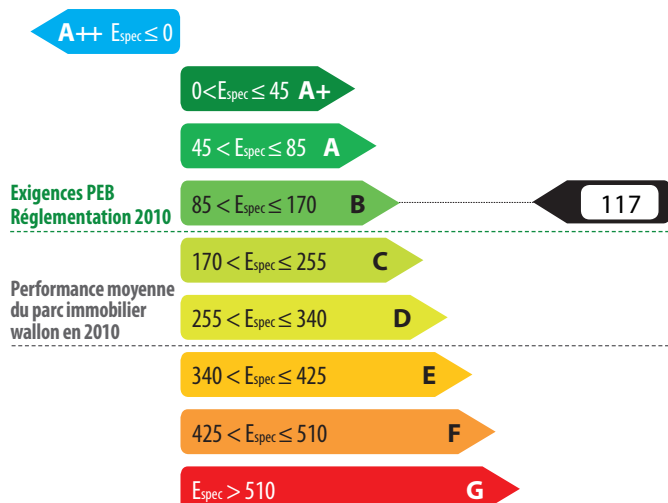 A++ Espec ≤ 0
0<Espec ≤ 45 A+
45 < Espec ≤ 85 A
Exigences PEB
Réglementation 2010
85 < Espec ≤ 170 B
117
170 < Espec ≤ 255 C
Performance moyenne
du parc immobilier
wallon en 2010
255 < Espec ≤ 340 D
340 < Espec ≤ 425 E
425 < Espec ≤ 510 F
Espec > 510 G